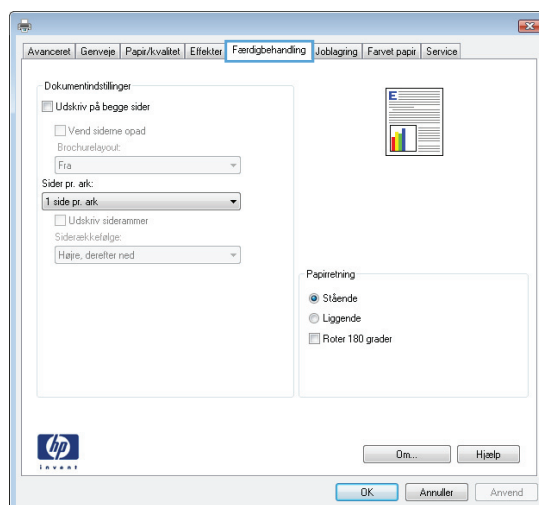 Avanceret Genveje Papir/kvalitet Effekter Færdigbehandling Joblagring Farvet papir Service
Dokumentindstillinger
Udskriv på begge sider
Vend siderne opad
Brochurelayout:
Fra
Sider pr. ark:
1 side pr. ark
Udskriv siderammer
Siderækkefølge:
Højre, derefter ned
E
Papirretning
Stående
Liggende
Roter 180 grader
hp
invent
Om... Hjælp
OK Annuller Anvend